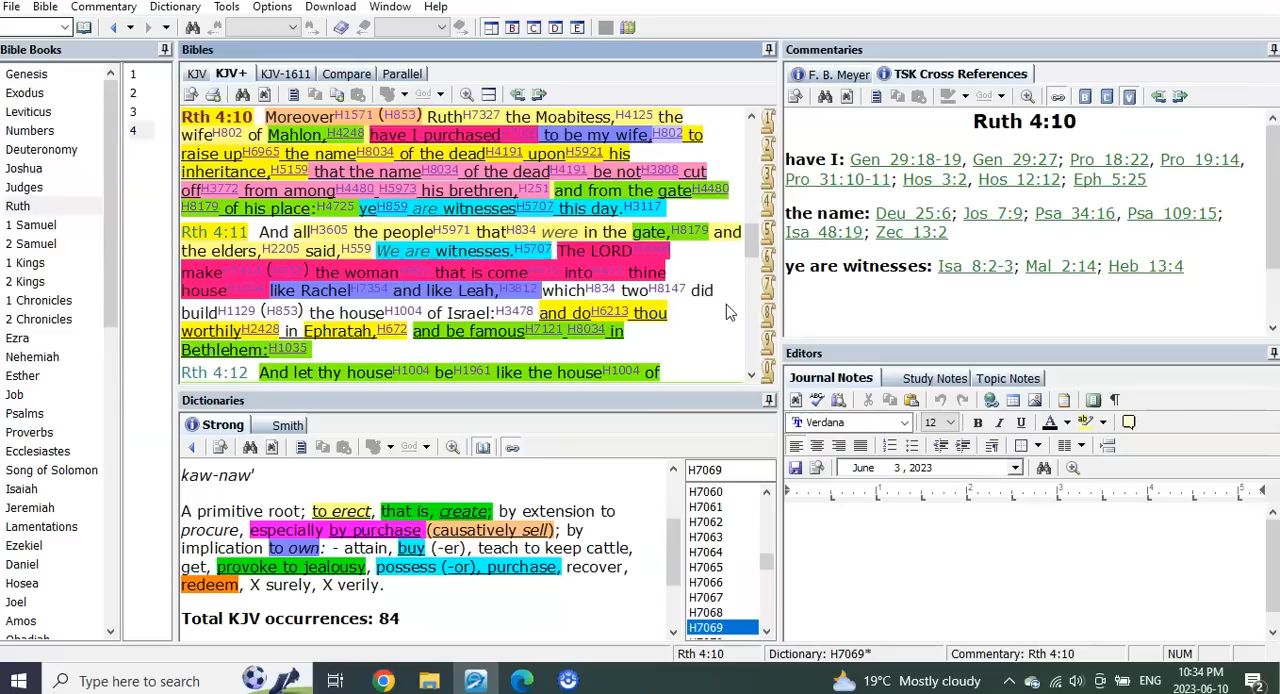 File Bible Commentary Dictionary Tools Options Download Window Help
Bible Books
Genesis
Exodus
Leviticus
Numbers
Deuteronomy
Joshua
Judges
Ruth
1 Samuel
2 Samuel
1 Kings
2 Kings
1 Chronicles
2 Chronicles
Ezra
Nehemiah
Esther
Job
Psalms
Proverbs
Ecclesiastes
Song of Solomon
Isaiah
Jeremiah
Lamentations
Ezekiel
Daniel
Hosea
Joel
Amos
Obadiah
1
2
3
4
Bibles
KJV KJV+ KJV-1611 Compare Parallel
God
Rth 4:10 Moreover H1571 (H853) Ruth H7327 the Moabitess, H4125 the
wife H802 of Mahlon, H4248 have I purchased to be my wife, H802 to
raise up H6965 the name H8034 of the dead H4191 upon H5921 his
inheritance, H5159 that the name H8034 of the dead H4191 be not H3808 cut
off H3772 from among H4480 H5973 his brethren, H251 and from the gate H4480
H8179 of his place: H4725 ye H859 are witnesses H5707 this day. H3117
Rth 4:11 And all H3605 the people H5971 that H834 were in the gate, H8179 and
the elders, H2205 said, H559 We are witnesses. H5707 The LORD
make the woman that is come into thine
house like Rachel H7354 and like Leah, H3812 which H834 two H8147 did
build H1129 (H853) the house H1004 of Israel: H3478 and do H6213 thou
worthily H2428 in Ephratah, H672 and be famous H7121 H8034 in
Bethlehem: H1035
Rth 4:12 And let thy house H1004 be H1961 like the house H1004 of
Dictionaries
Strong Smith
God
kaw-naw'
A primitive root; to erect, that is, create; by extension to
procure, especially by purchase (causatively sell); by
implication to own: - attain, buy (-er), teach to keep cattle,
get, provoke to jealousy, possess (-or), purchase, recover,
redeem, X surely, X verily.
Total KJV occurrences: 84
H7069
H7060
H7061
H7062
H7063
H7064
H7065
H7066
H7067
H7068
H7069
Commentaries
F. B. Meyer TSK Cross References
God
Ruth 4:10
have I: Gen 29:18-19, Gen 29:27; Pro 18:22, Pro 19:14,
Pro 31:10-11; Hos 3:2, Hos 12:12; Eph 5:25
the name: Deu 25:6; Jos 7:9; Psa 34:16, Psa 109:15;
Isa 48:19; Zec 13:2
ye are witnesses: Isa 8:2-3; Mal 2:14; Heb 13:4
Editors
Journal Notes Study Notes Topic Notes
Verdana 12 B I U A ab
June 3, 2023
1 2 3 4 5
Rth 4:10 Dictionary: H7069* Commentary: Rth 4:10 NUM
Type here to search
19°C Mostly cloudy ENG 10:34 PM
2023-06-10
2